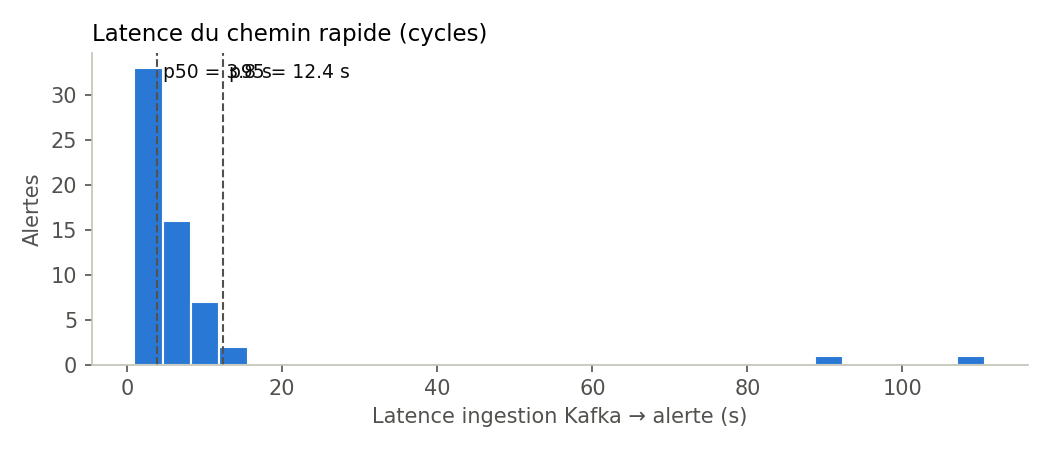 Latence du chemin rapide (cycles)
p50 = 3.8 s
p95 = 12.4 s
30
25
20
15
10
5
0
Alertes
0 20 40 60 80 100
Latence ingestion Kafka → alerte (s)